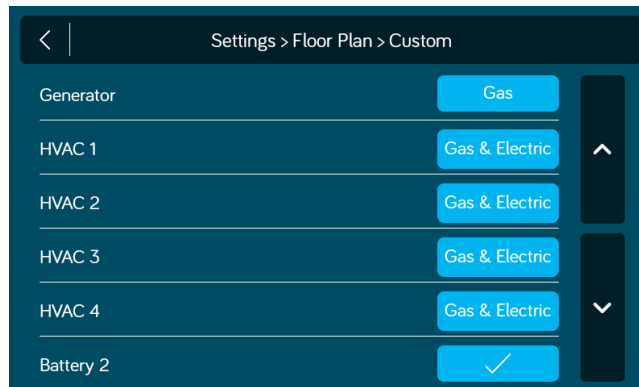 Settings > Floor Plan > Custom
Generator Gas
HVAC 1 Gas & Electric
HVAC 2 Gas & Electric
HVAC 3 Gas & Electric
HVAC 4 Gas & Electric
Battery 2